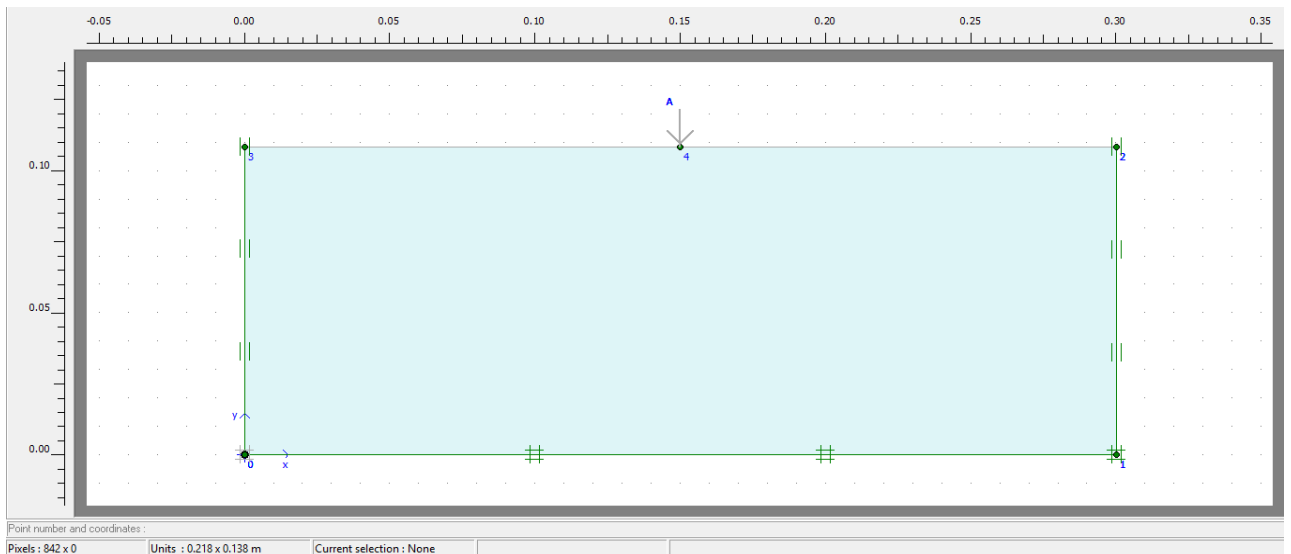 -0.05 0.00 0.05 0.10 0.15 0.20 0.25 0.30 0.35
A
3 4 2
0.10
0.05
y
0.00
0 x 1
Point number and coordinates :
Pixels : 842 x 0 Units : 0.218 x 0.138 m Current selection : None